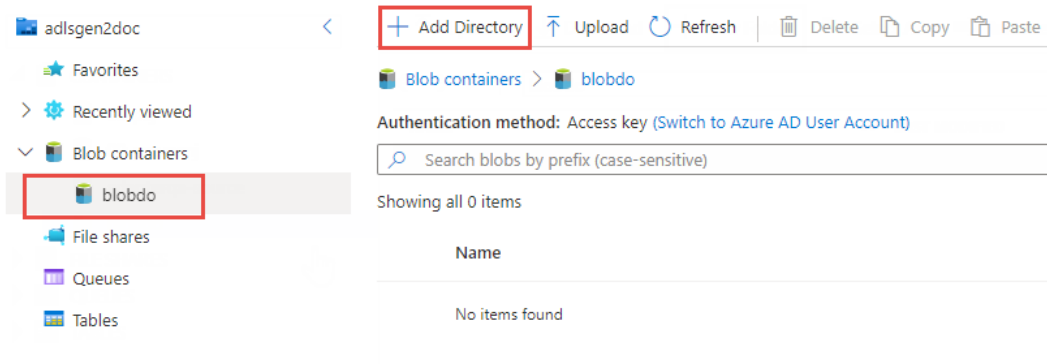 adlsgen2doc
Favorites
Recently viewed
Blob containers
blobdo
File shares
Queues
Tables
Add Directory Upload Refresh Delete Copy Paste
Blob containers > blobdo
Authentication method: Access key (Switch to Azure AD User Account)
Search blobs by prefix (case-sensitive)
Showing all 0 items
Name
No items found